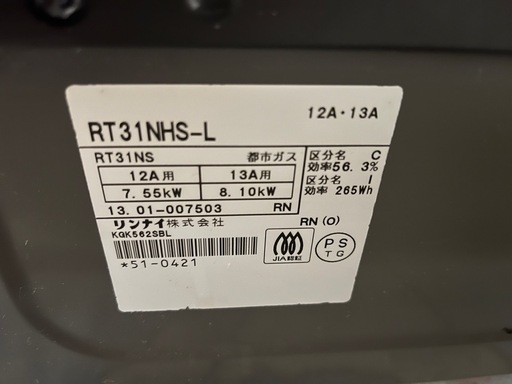 12A・13A
RT31NHS-L
RT31NS 都市ガス
12A用 13A用
7.55kW 8.10kW
区分名 C
効率56.3%
区分名 I
効率 265Wh
13.01-007503 RN
リンナイ株式会社
RN (O)
KGK562SBL
*51-0421
JIA認証
PS
TG